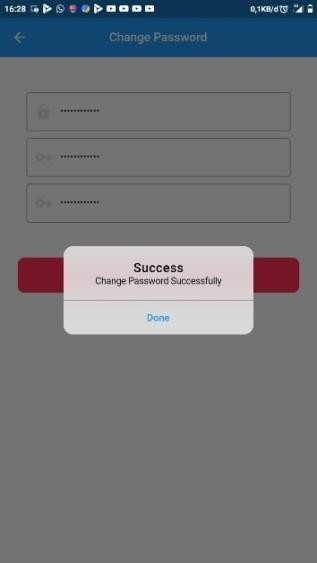 16:28
0,1KB/d
Change Password
••••••••••••
••••••••••••
••••••••••••
Success
Change Password Successfully
Done